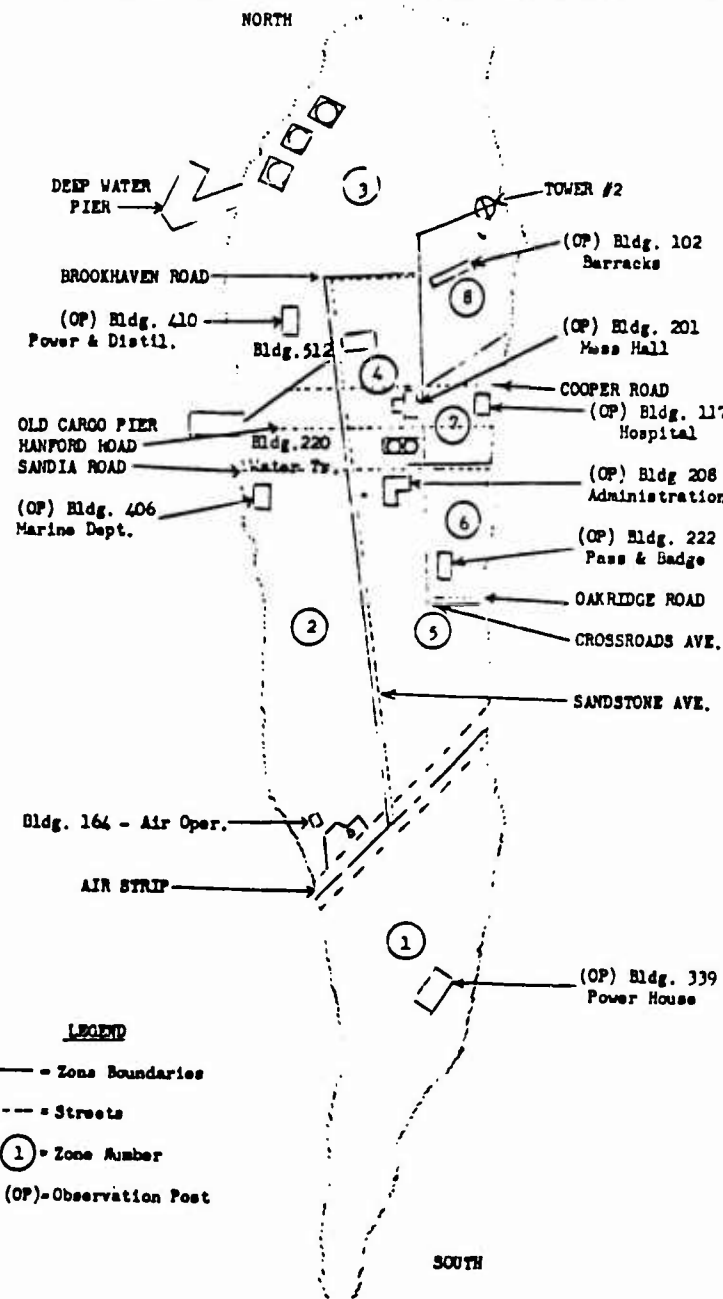 NORTH
DEEP WATER
PIER
3
TOWER #2
(OP) Bldg. 102
Barracks
BROOKHAVEN ROAD
8
(OP) Bldg. 410
Power & Distil.
Bldg.512
(OP) Bldg. 201
Mess Hall
4
COOPER ROAD
OLD CARGO PIER
7
(OP) Bldg. 117
Hospital
HANFORD ROAD
Bldg.220
SANDIA ROAD
Water
(OP) Bldg 208
Administration
(OP) Bldg. 406
Marine Dept.
6
(OP) Bldg. 222
Pass & Badge
OAKRIDGE ROAD
2
5
CROSSROADS AVE.
SANDSTONE AVE.
Bldg. 164 - Air Oper.
AIR STRIP
1
(OP) Bldg. 339
Power House
LEGEND
= Zone Boundaries
= Streets
1 = Zone Number
(OP)=Observation Post
SOUTH